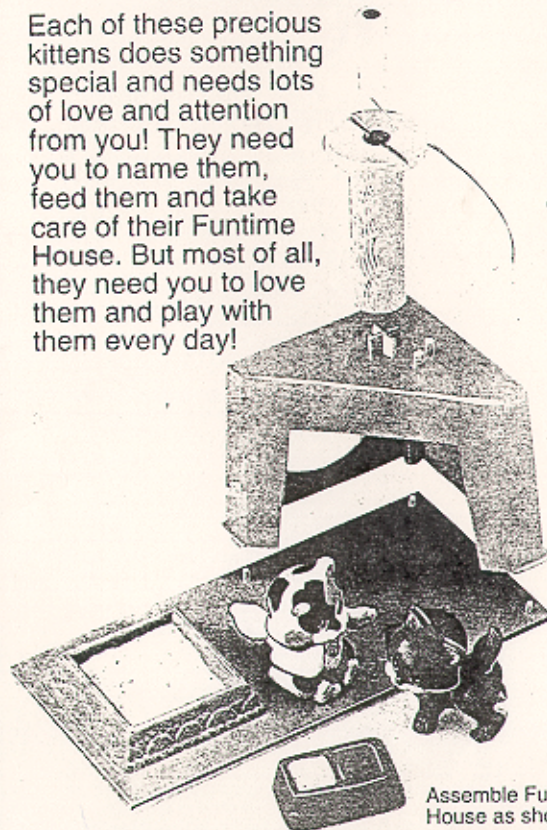 Each of these precious
kittens does something
special and needs lots
of love and attention
from you! They need
you to name them,
feed them and take
care of their Funtime
House. But most of all,
they need you to love
them and play with
them every day!
Assemble
House as